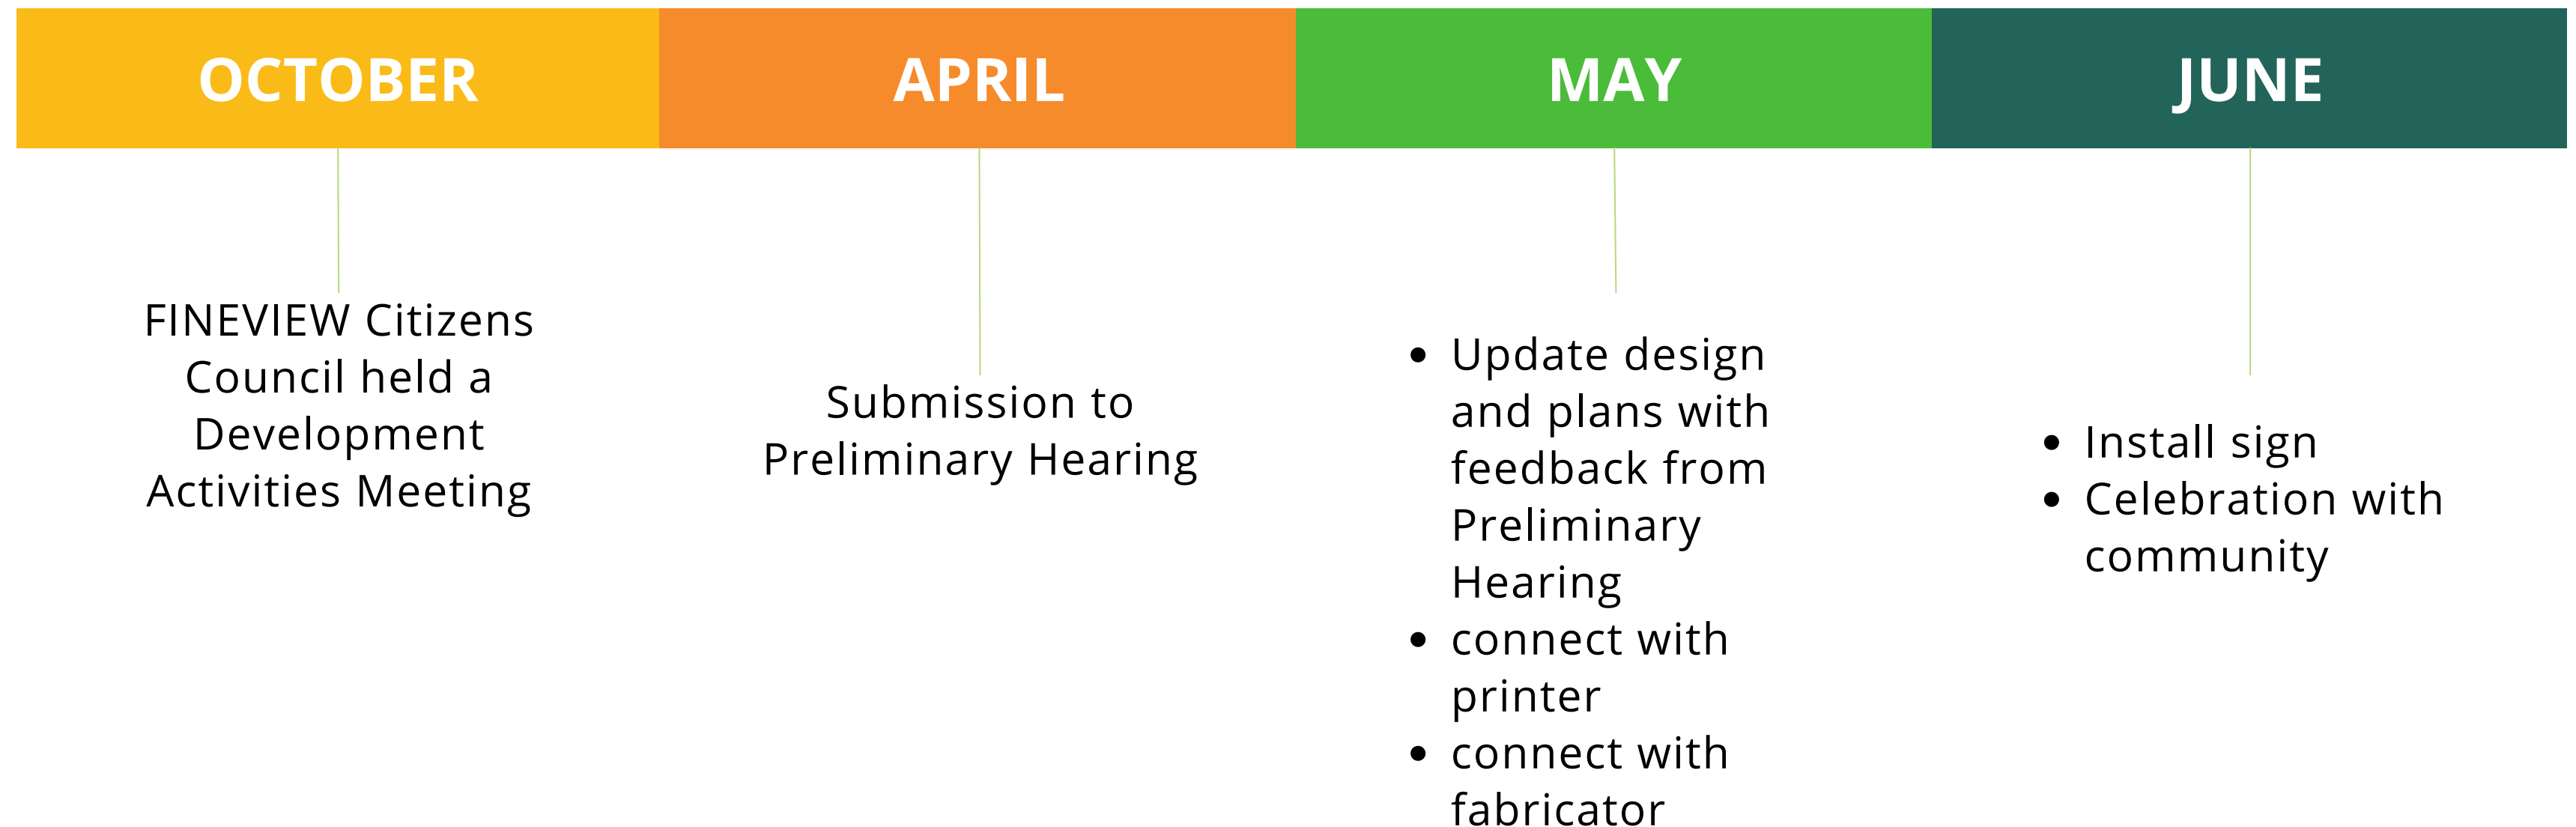 OCTOBER
APRIL
MAY
JUNE
FINEVIEW Citizens
Council held a
Development
Activities Meeting
Submission to
Preliminary Hearing
• Update design
and plans with
feedback from
Preliminary
Hearing
• connect with
printer
• connect with
fabricator
• Install sign
• Celebration with
community